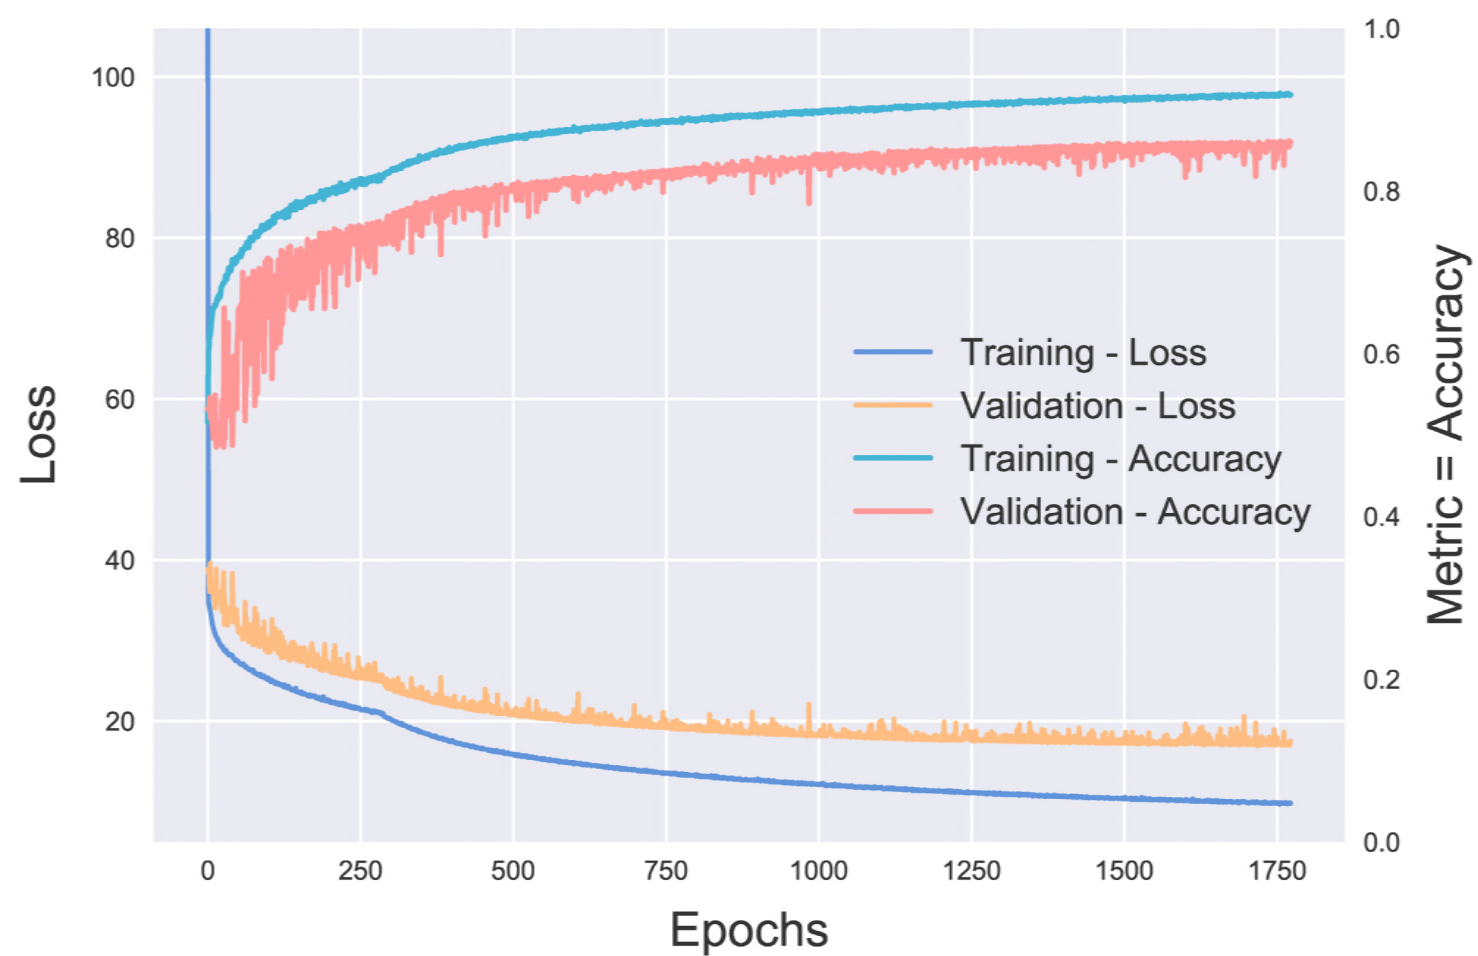 Loss
100
80
60
40
20
1.0
0.8
0.6
0.4
0.2
0.0
Metric = Accuracy
Training - Loss
Validation - Loss
Training - Accuracy
Validation - Accuracy
0 250 500 750 1000 1250 1500 1750
Epochs